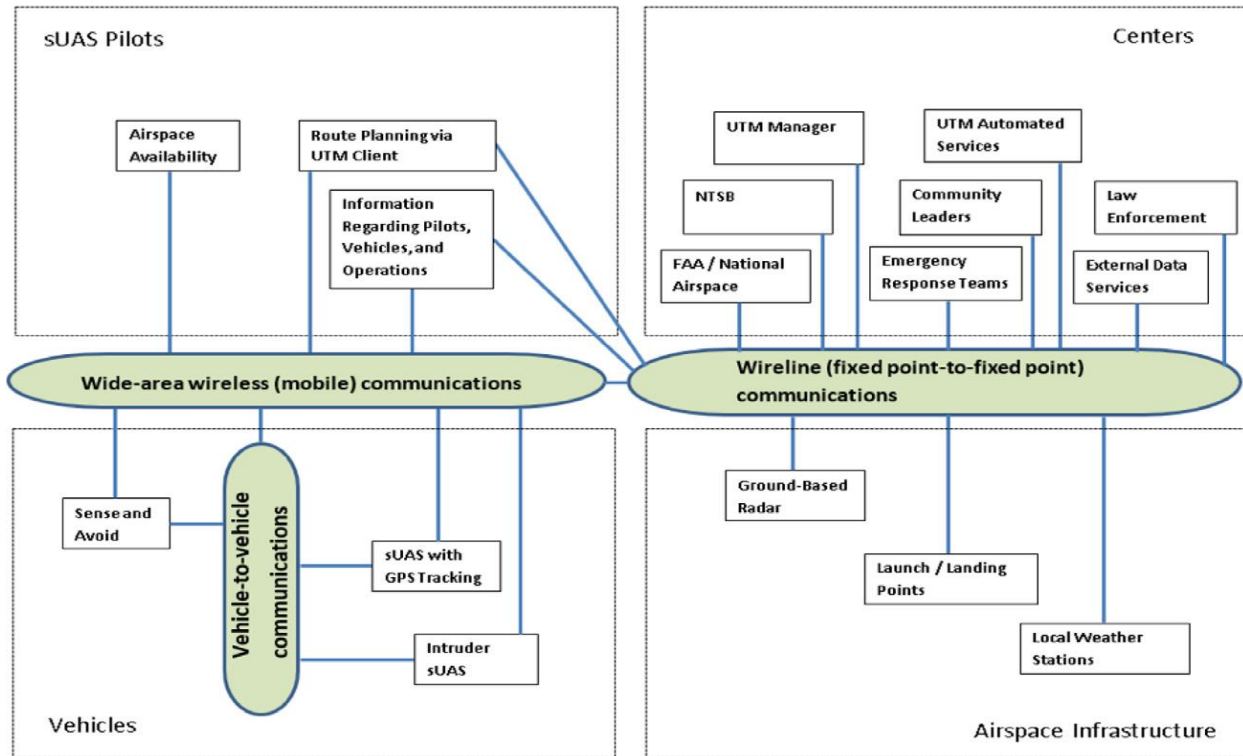 sUAS Pilots
Airspace
Availability
Route Planning via
UTM Client
Information
Regarding Pilots,
Vehicles, and
Operations
Centers
UTM Manager
UTM Automated
Services
NTSB
Community
Leaders
Law
Enforcement
FAA / National
Airspace
Emergency
Response Teams
External Data
Services
Wide-area wireless (mobile) communications
Wireline (fixed point-to-fixed point)
communications
Sense and
Avoid
Vehicle-to-vehicle
communications
sUAS with
GPS Tracking
Intruder
sUAS
Vehicles
Ground-Based
Radar
Launch / Landing
Points
Local Weather
Stations
Airspace Infrastructure